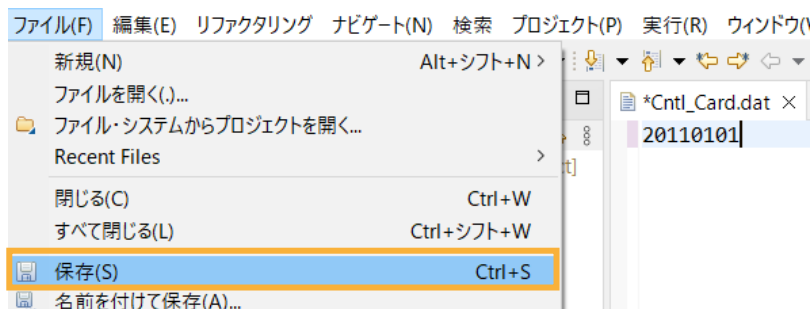 ファイル(F) 編集(E) リファクタリング ナビゲート(N) 検索 プロジェクト(P) 実行(R) ウィンドウ(
新規(N) Alt+シフト+N >
ファイルを開く(.)...
*Cntl_Card.dat ×
ファイル・システムからプロジェクトを開く...
20110101
Recent Files >
t]
閉じる(C) Ctrl+W
すべて閉じる(L) Ctrl+シフト+W
保存(S) Ctrl+S
名前を付けて保存(A)...